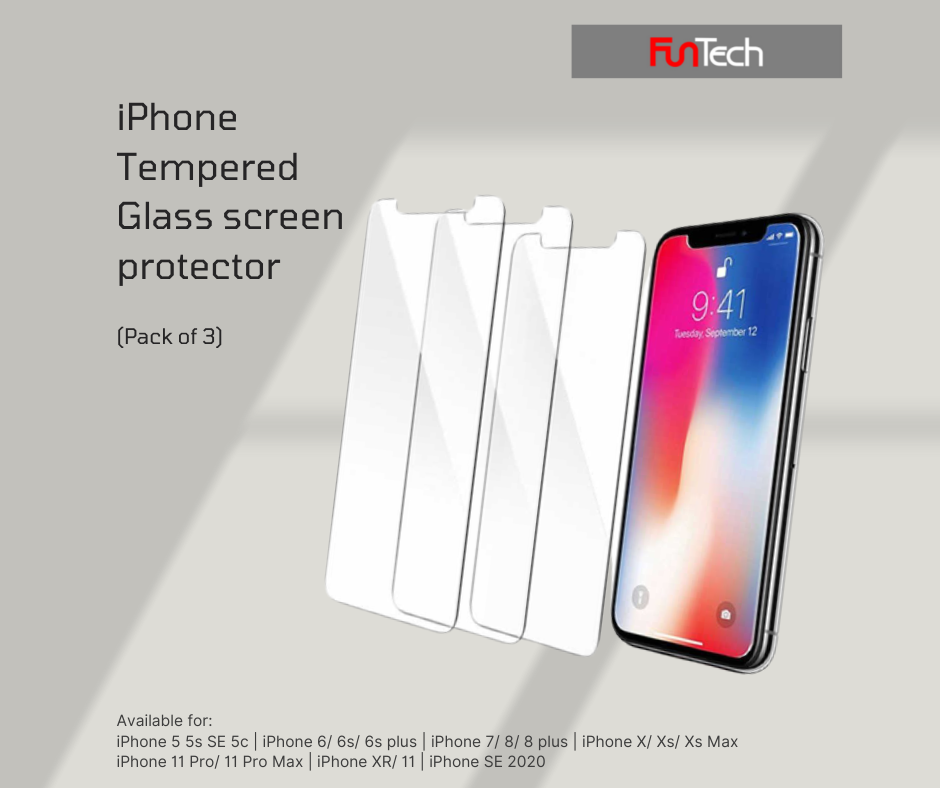 FunTech
iPhone
Tempered
Glass screen
protector
(Pack of 3)
9:41
Tuesday, September 12
Available for:
iPhone 5 5s SE 5c | iPhone 6/ 6s/ 6s plus | iPhone 7/ 8/ 8 plus | iPhone X/ Xs/ Xs Max
iPhone 11 Pro/ 11 Pro Max | iPhone XR/ 11 | iPhone SE 2020